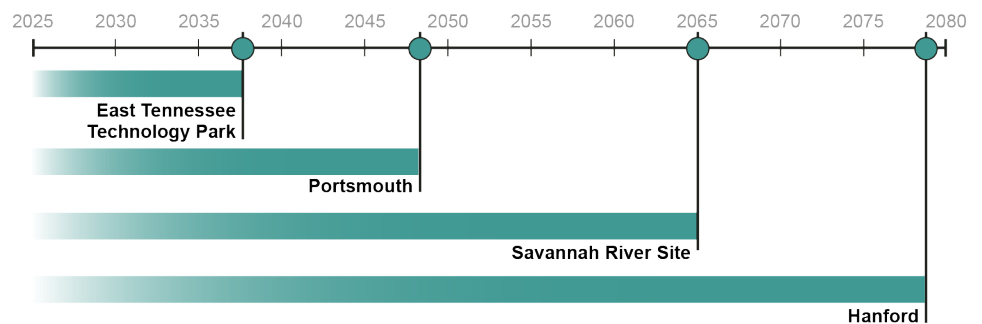 2025 2030 2035 2040 2045 2050 2055 2060 2065 2070 2075 2080
East Tennessee
Technology Park
Portsmouth
Savannah River Site
Hanford